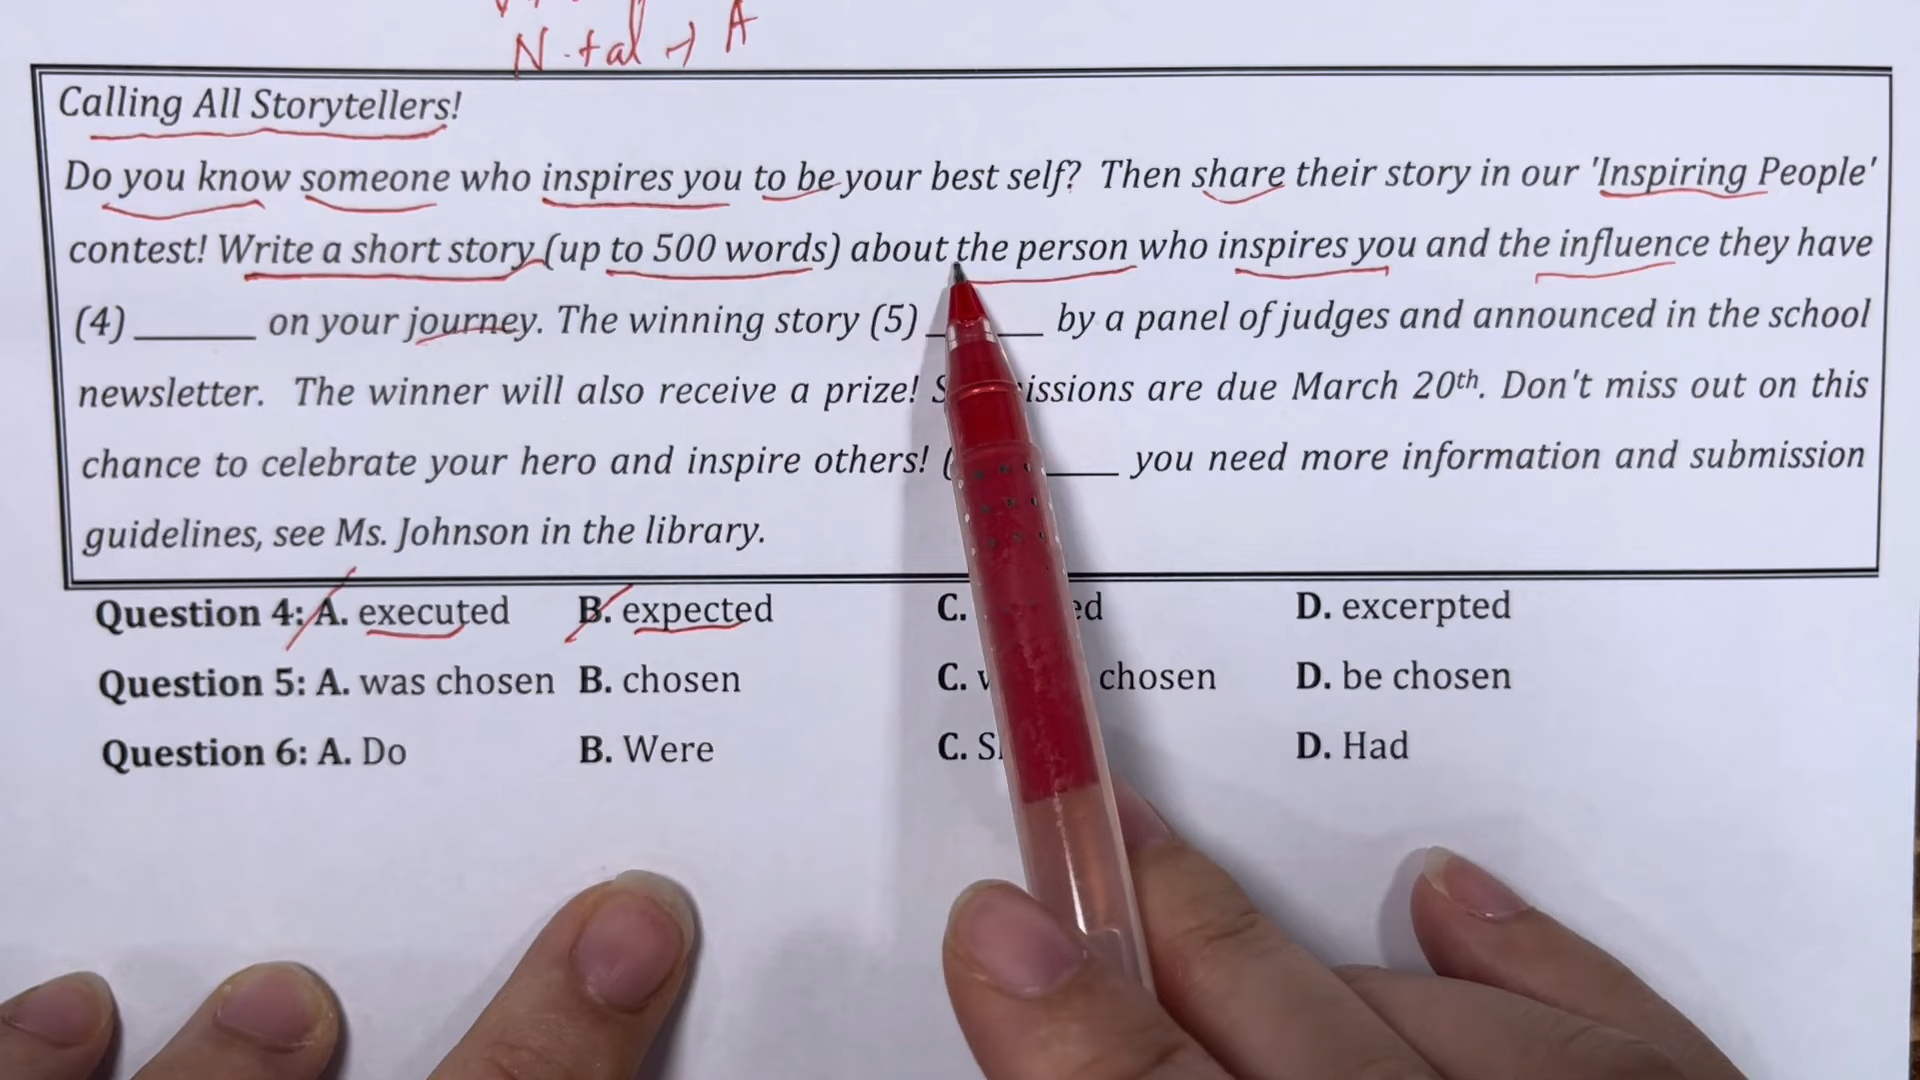 N + al → A
Calling All Storytellers!
Do you know someone who inspires you to be your best self? Then share their story in our 'Inspiring People'
contest! Write a short story (up to 500 words) about the person who inspires you and the influence they have
(4) ______ on your journey. The winning story (5) ______ by a panel of judges and announced in the school
newsletter. The winner will also receive a prize! are due March 20th. Don't miss out on this
chance to celebrate your hero and inspire others! ( ______ you need more information and submission
guidelines, see Ms. Johnson in the library.
Question 4: A. executed B. expected C. D. excerpted
Question 5: A. was chosen B. chosen C. chosen D. be chosen
Question 6: A. Do B. Were C. D. Had